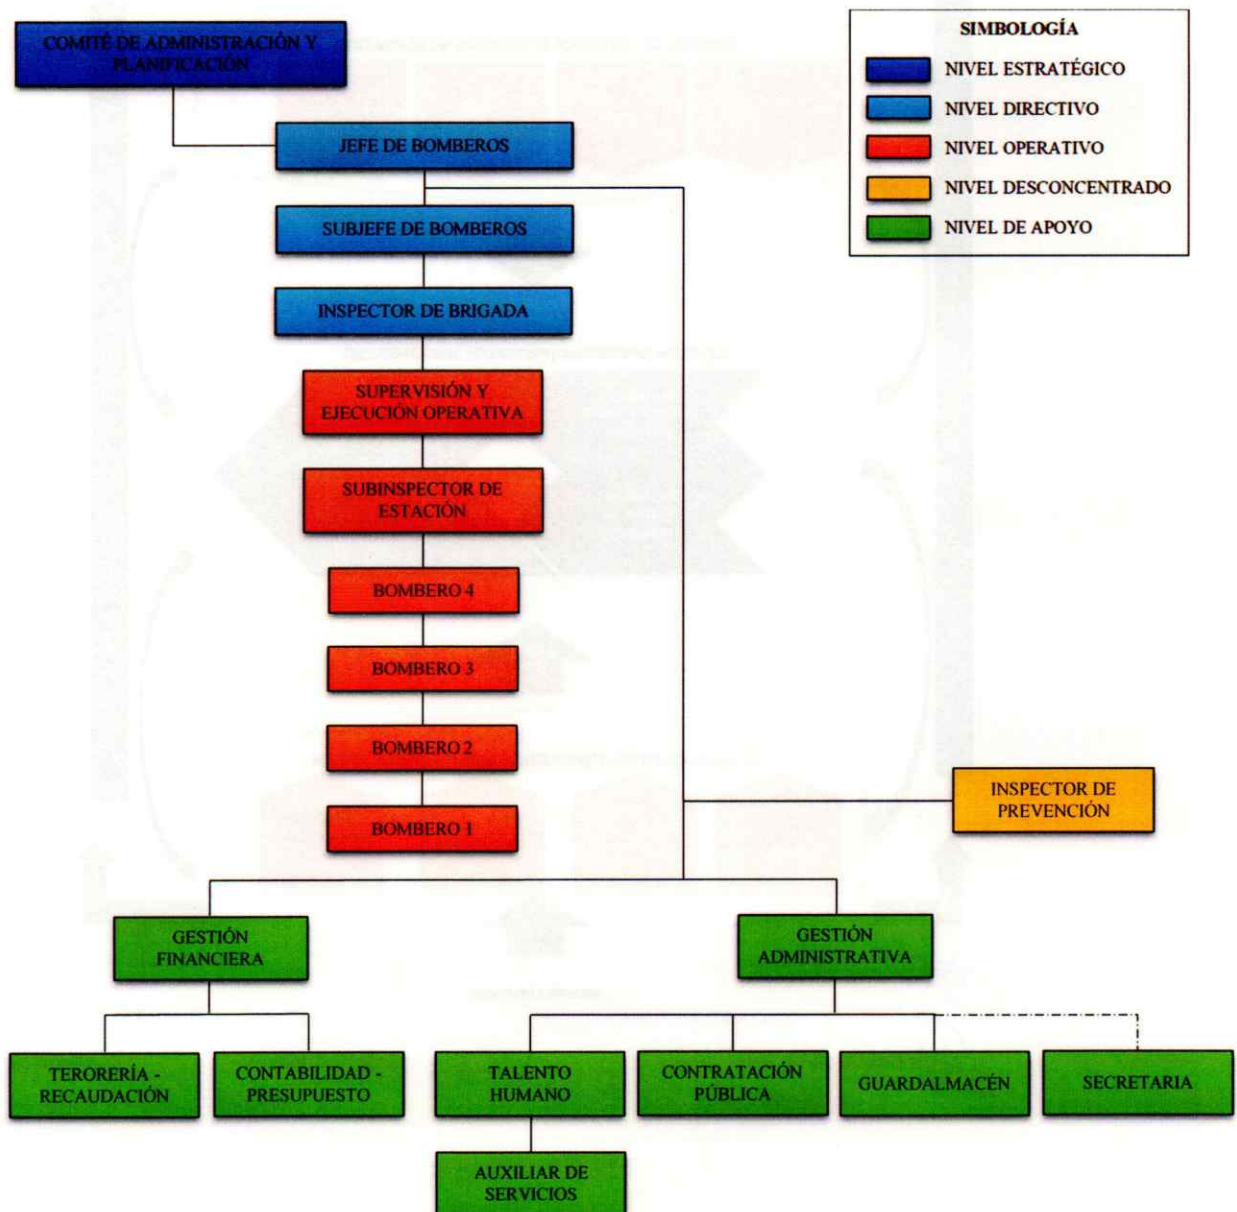 COMITÉ DE ADMINISTRACIÓN Y
PLANIFICACIÓN
SIMBOLOGÍA
NIVEL ESTRATÉGICO
NIVEL DIRECTIVO
NIVEL OPERATIVO
NIVEL DESCONCENTRADO
NIVEL DE APOYO
JEFE DE BOMBEROS
SUBJEFE DE BOMBEROS
INSPECTOR DE BRIGADA
SUPERVISIÓN Y
EJECUCIÓN OPERATIVA
SUBINSPECTOR DE
ESTACIÓN
BOMBERO 4
BOMBERO 3
BOMBERO 2
BOMBERO 1
INSPECTOR DE
PREVENCIÓN
GESTIÓN
FINANCIERA
GESTIÓN
ADMINISTRATIVA
TERORERÍA -
RECAUDACIÓN
CONTABILIDAD -
PRESUPUESTO
TALENTO
HUMANO
CONTRATACIÓN
PÚBLICA
GUARDALMACÉN
SECRETARIA
AUXILIAR DE
SERVICIOS